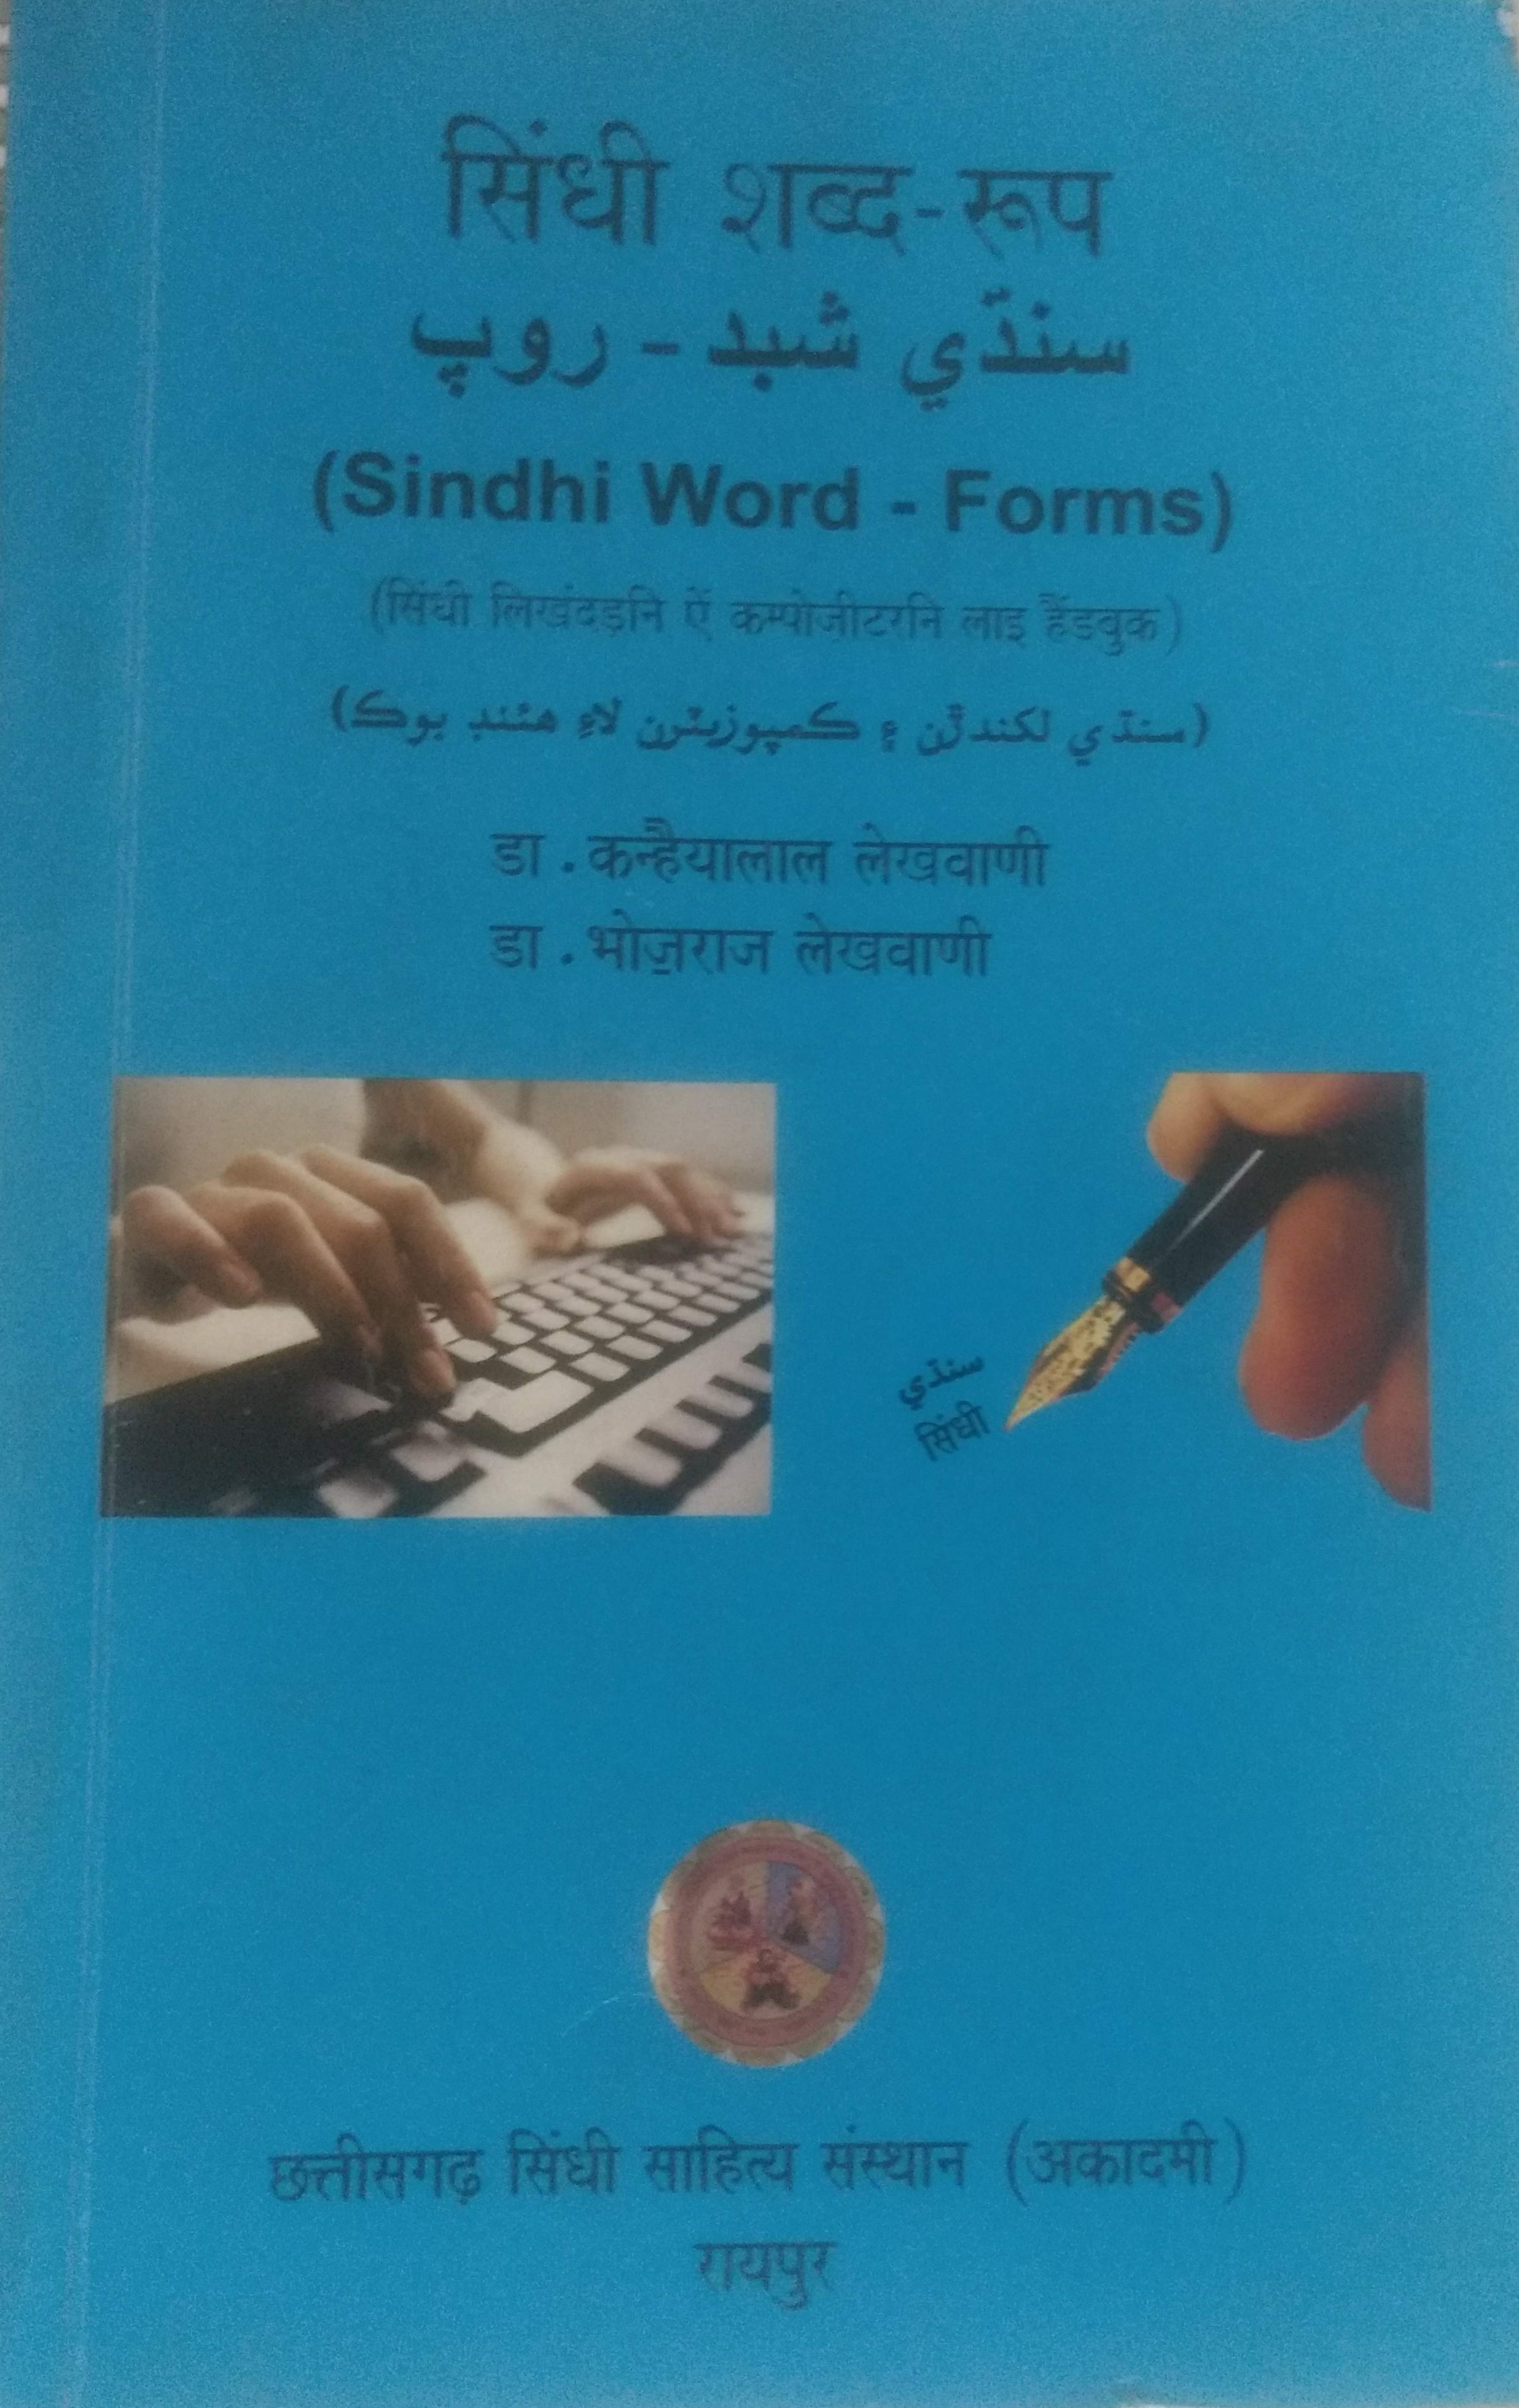 सिंधी शब्द-रूप
سنڌي شبد - روپ
(Sindhi Word - Forms)
(सिंधी लिखंदड़नि ऐं कम्पोजीटरनि लाइ हैंडबुक)
(سنڌي لکندڙن ۽ ڪمپوزيٽرن لاءِ هئنڊ بوڪ)
डा . कन्हैयालाल लेखवाणी
डा . भोॼराज लेखवाणी
سنڌي
सिंधी
छत्तीसगढ़ सिंधी साहित्य संस्थान (अकादमी)
रायपुर